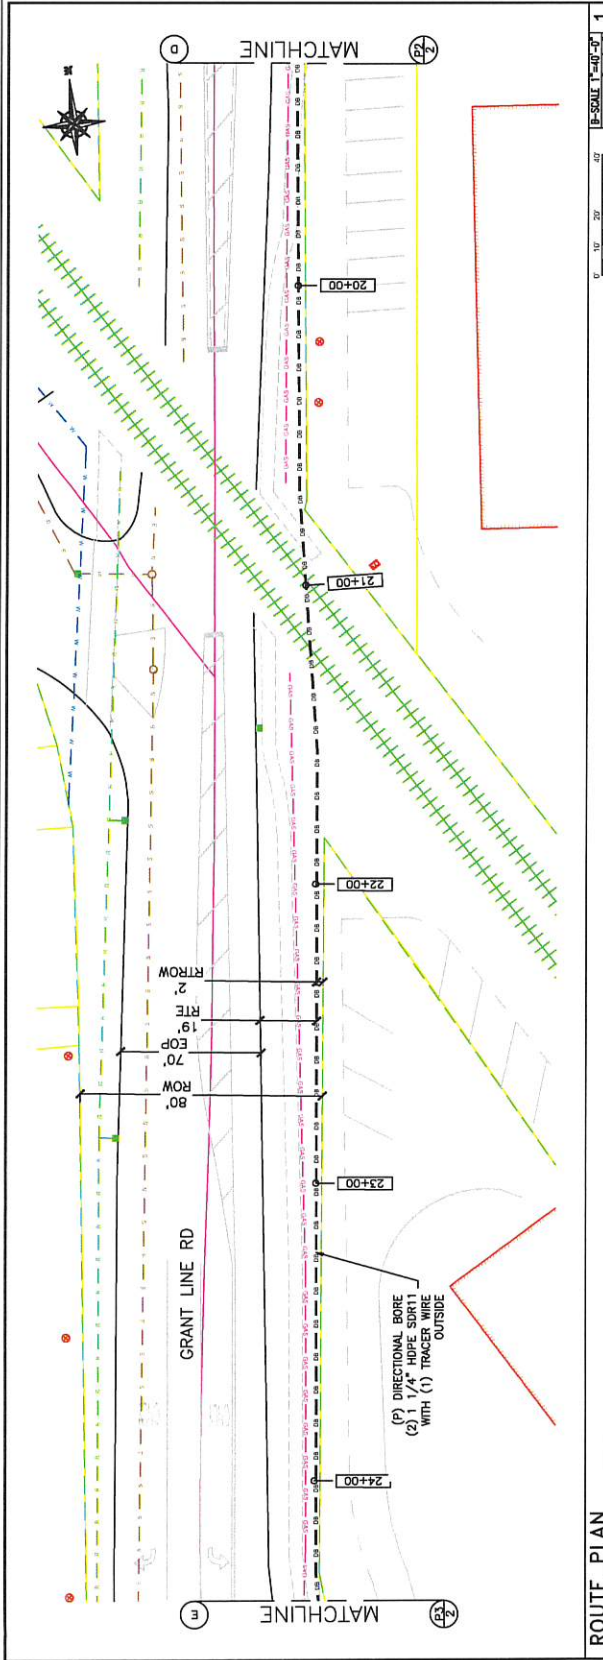 D
MATCHLINE
P2
2
20+00
21+00
22+00
2'
RTROW
19'
RTE
70'
EOP
80'
ROW
23+00
GRANT LINE RD
(P) DIRECTIONAL BORE
(2) 1 1/4" HDPE SDR11
WITH (1) TRACER WIRE
OUTSIDE
24+00
E
MATCHLINE
P3
2
GAS
DB
W
S
ROUTE PLAN
0' 10' 20' 40'
B-SCALE 1"=40'-0"
1